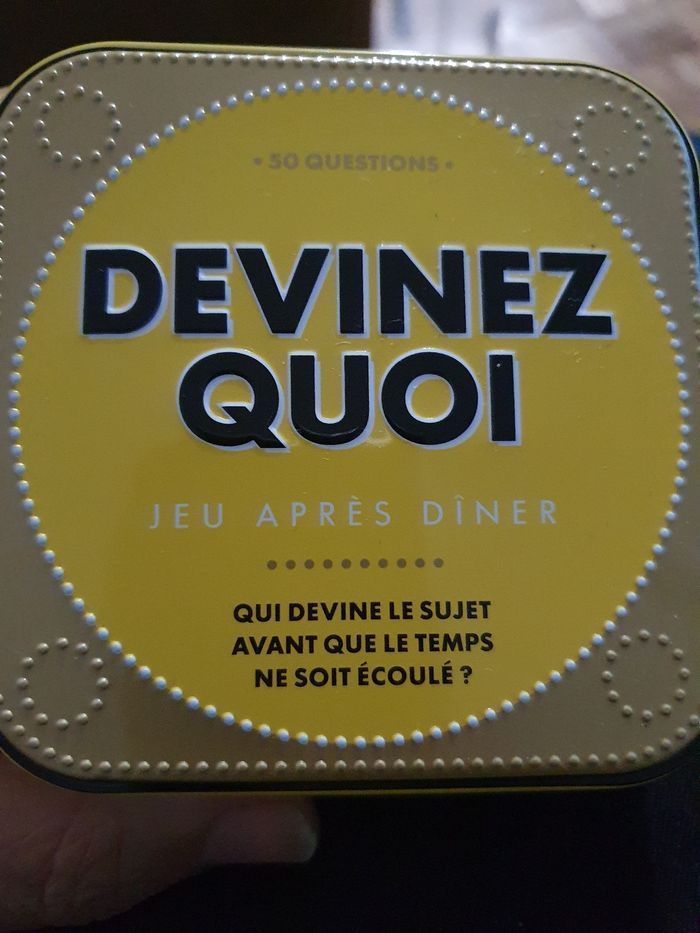 • 50 QUESTIONS •
DEVINEZ
QUOI
JEU APRÈS DÎNER
QUI DEVINE LE SUJET
AVANT QUE LE TEMPS
NE SOIT ÉCOULÉ ?